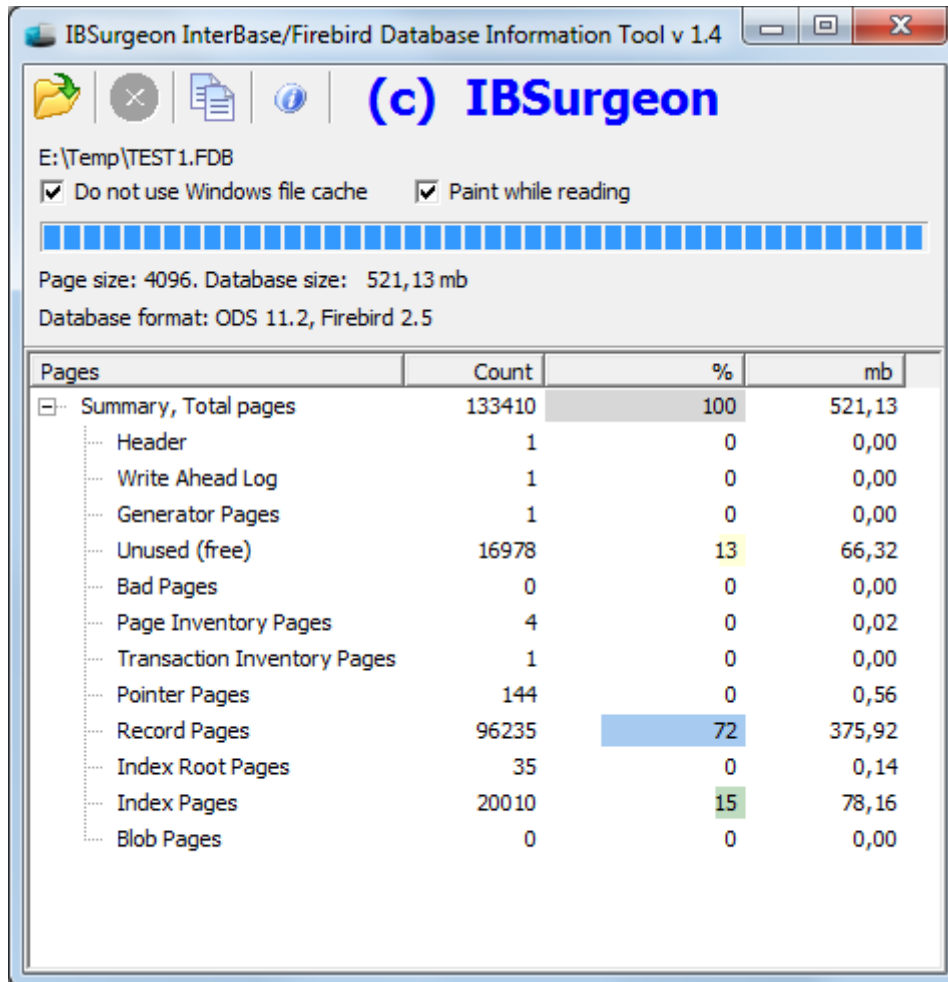 IBSurgeon InterBase/Firebird Database Information Tool v 1.4
(c) IBSurgeon
E:\Temp\TEST1.FDB
Do not use Windows file cache Paint while reading
Page size: 4096. Database size: 521,13 mb
Database format: ODS 11.2, Firebird 2.5
Pages Count % mb
Summary, Total pages 133410 100 521,13
Header 1 0 0,00
Write Ahead Log 1 0 0,00
Generator Pages 1 0 0,00
Unused (free) 16978 13 66,32
Bad Pages 0 0 0,00
Page Inventory Pages 4 0 0,02
Transaction Inventory Pages 1 0 0,00
Pointer Pages 144 0 0,56
Record Pages 96235 72 375,92
Index Root Pages 35 0 0,14
Index Pages 20010 15 78,16
Blob Pages 0 0 0,00